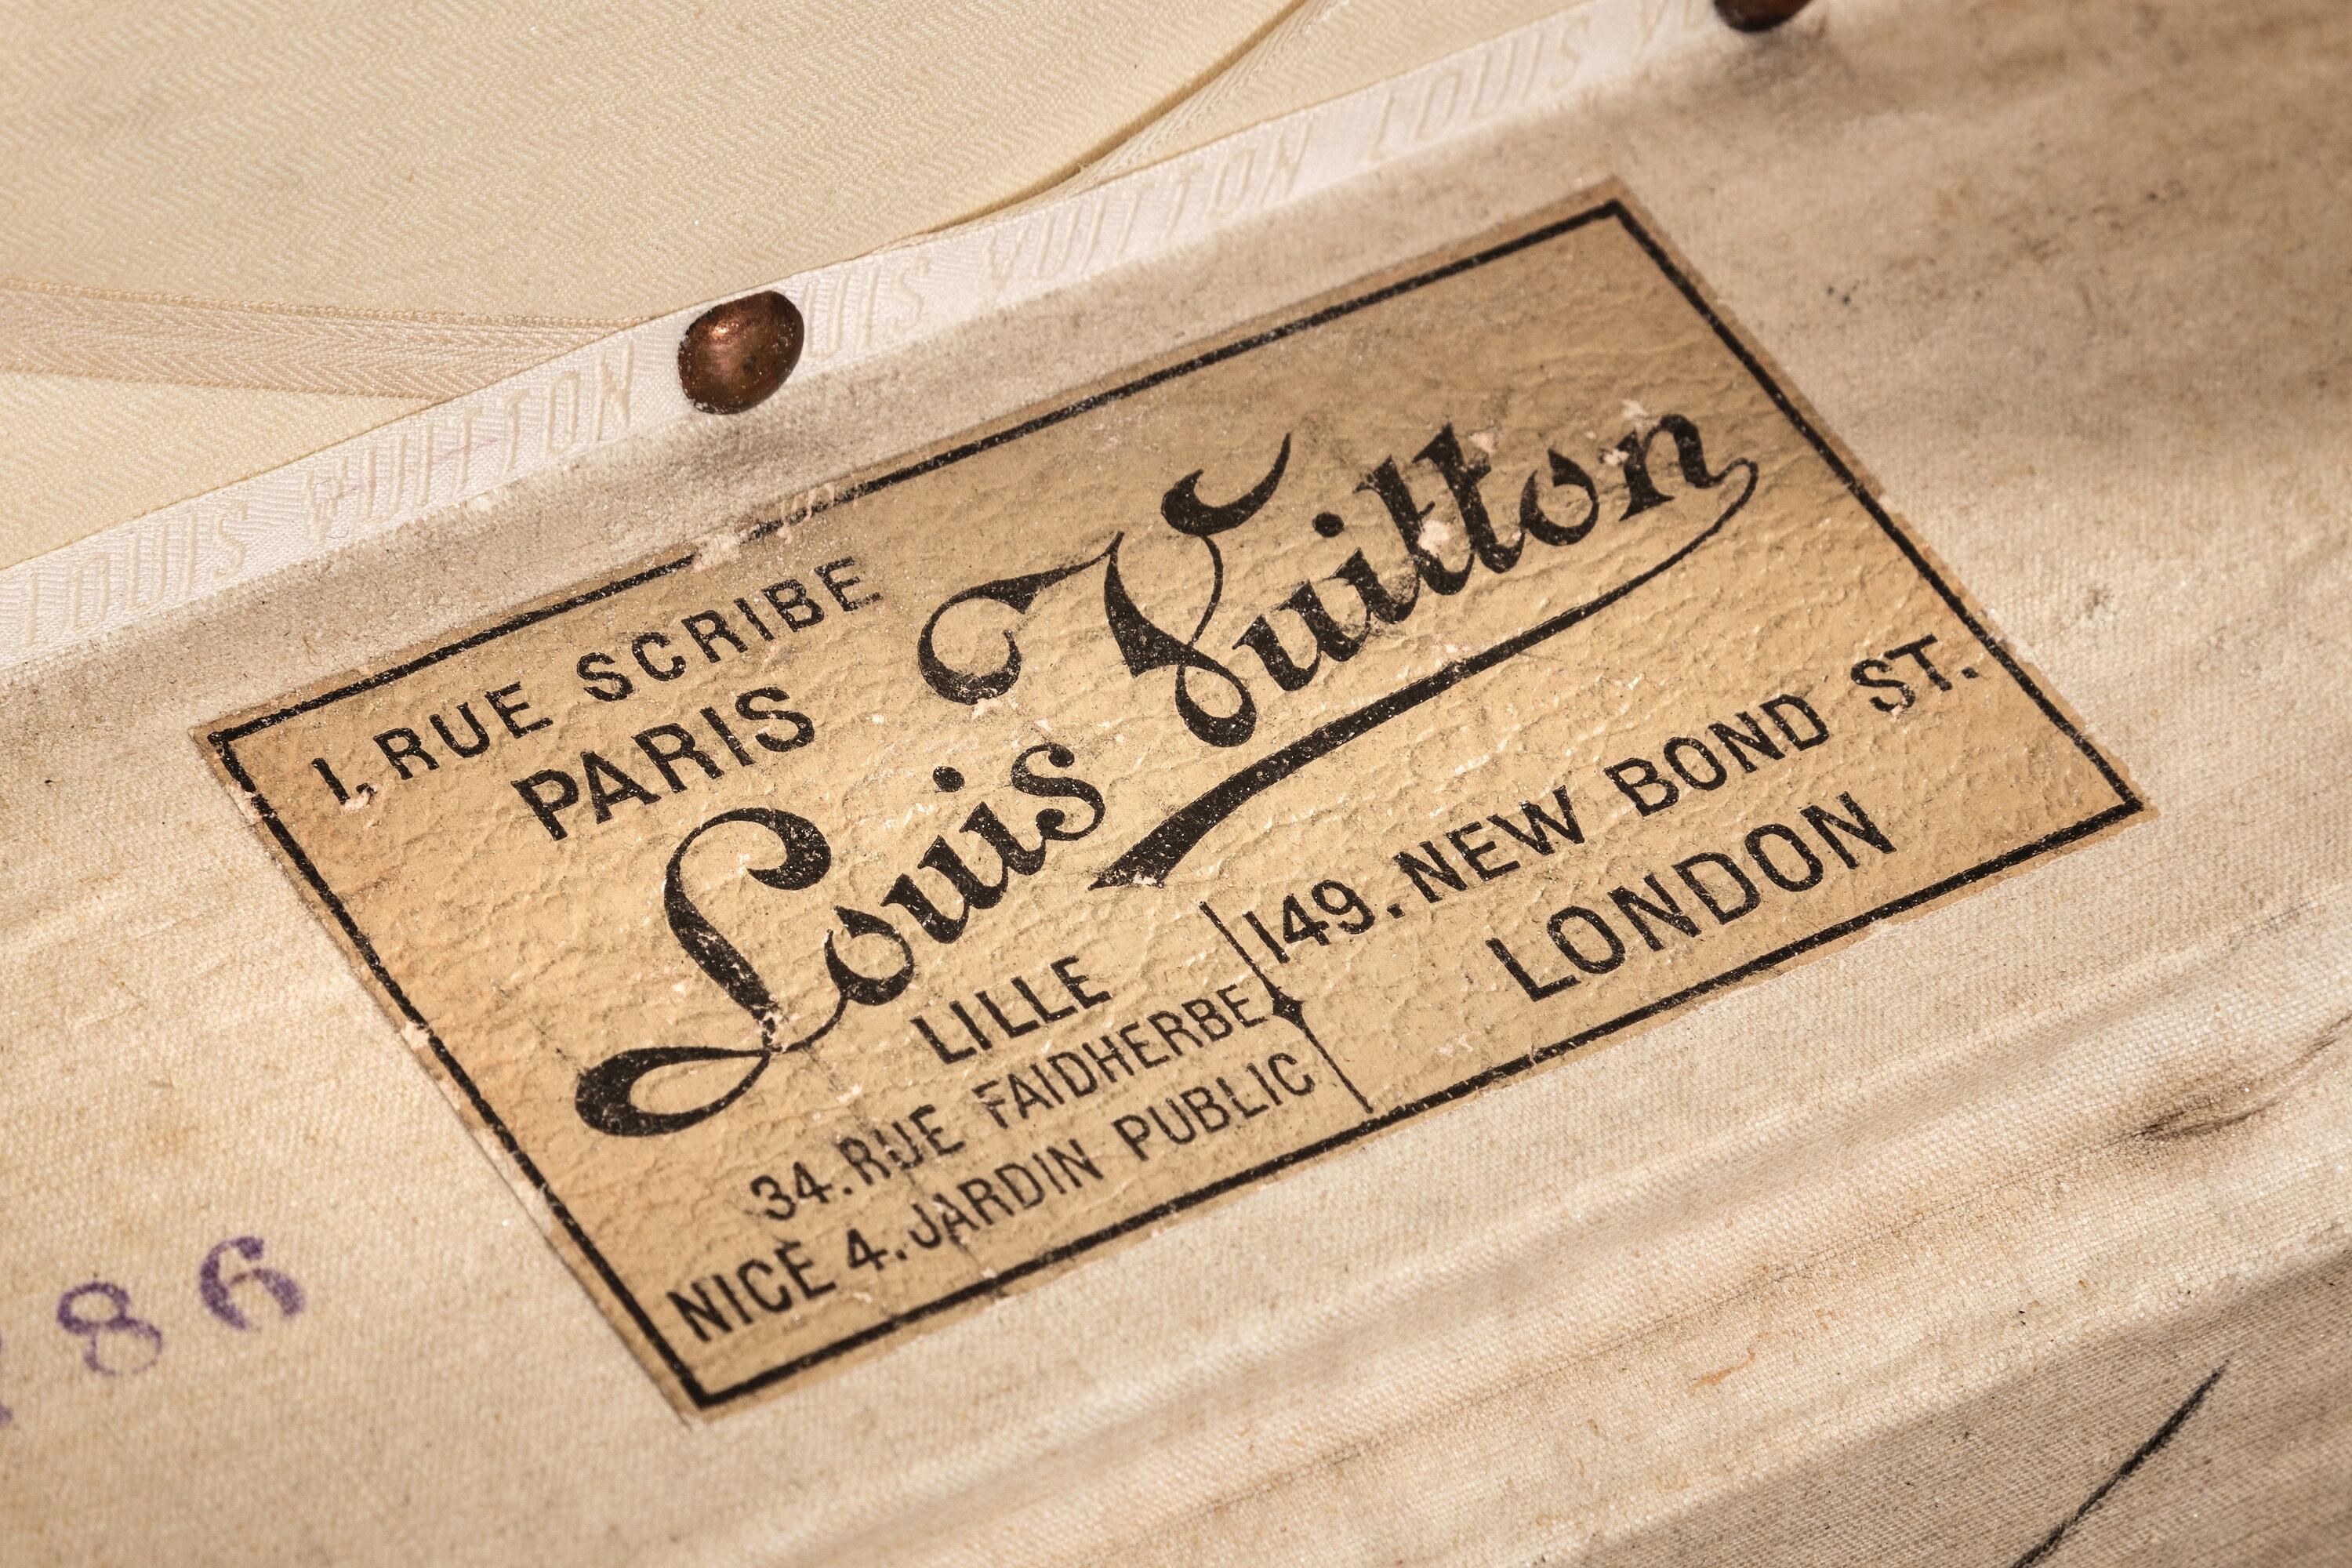 LOUIS VUITTON LOUIS VUITTON LOUIS
1, RUE SCRIBE
PARIS
Louis Vuitton
LILLE
34. RUE FAIDHERBE
NICE 4. JARDIN PUBLIC
149. NEW BOND ST.
LONDON
86